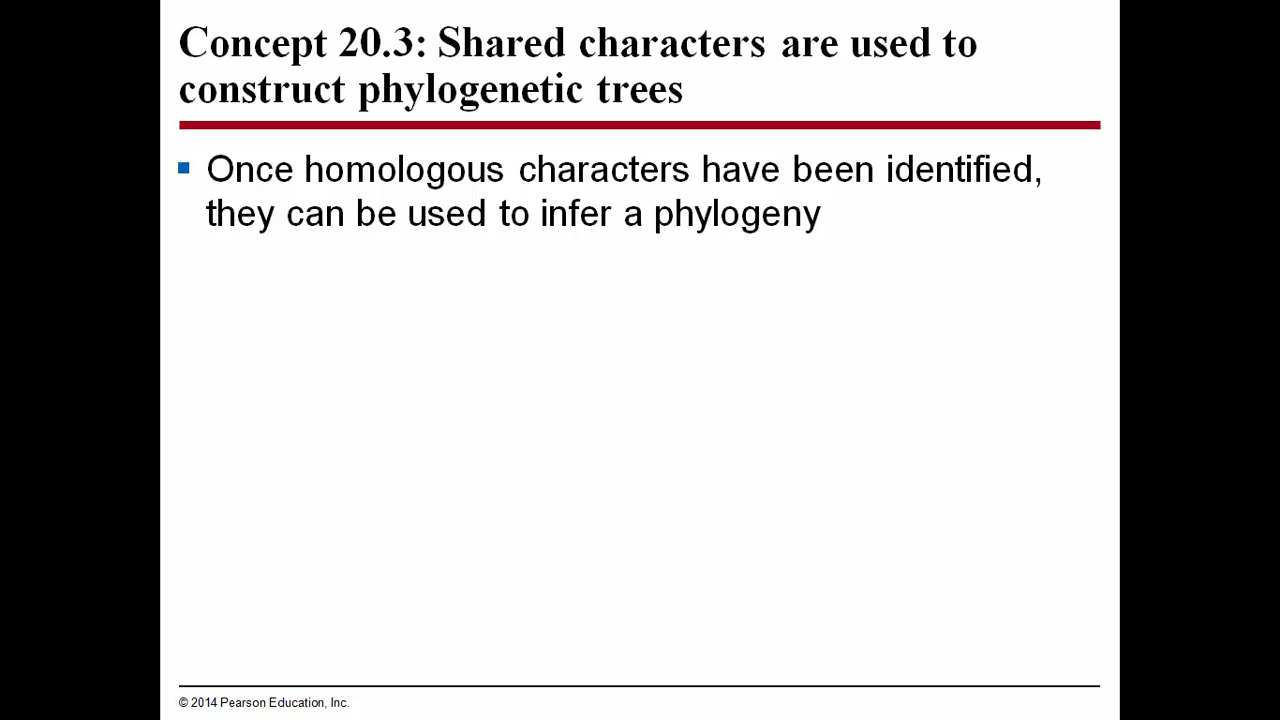 Concept 20.3: Shared characters are used to
construct phylogenetic trees
Once homologous characters have been identified,
they can be used to infer a phylogeny
© 2014 Pearson Education, Inc.